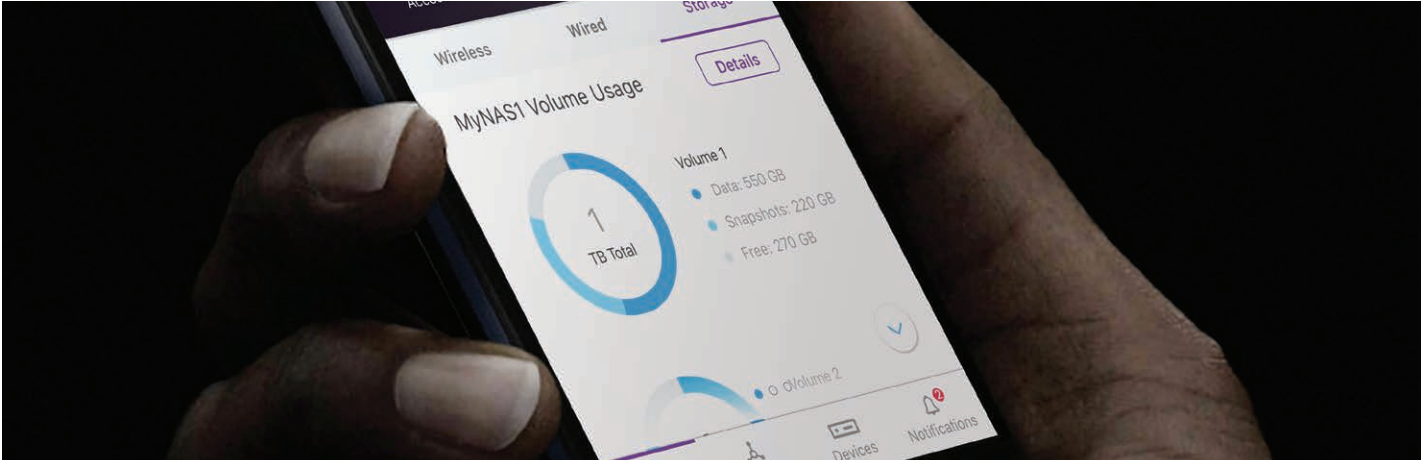 Wireless
Wired
Storage
Details
MyNAS1 Volume Usage
1
TB Total
Volume 1
Data: 550 GB
Snapshots: 220 GB
Free: 270 GB
Volume 2
Devices
2
Notifications